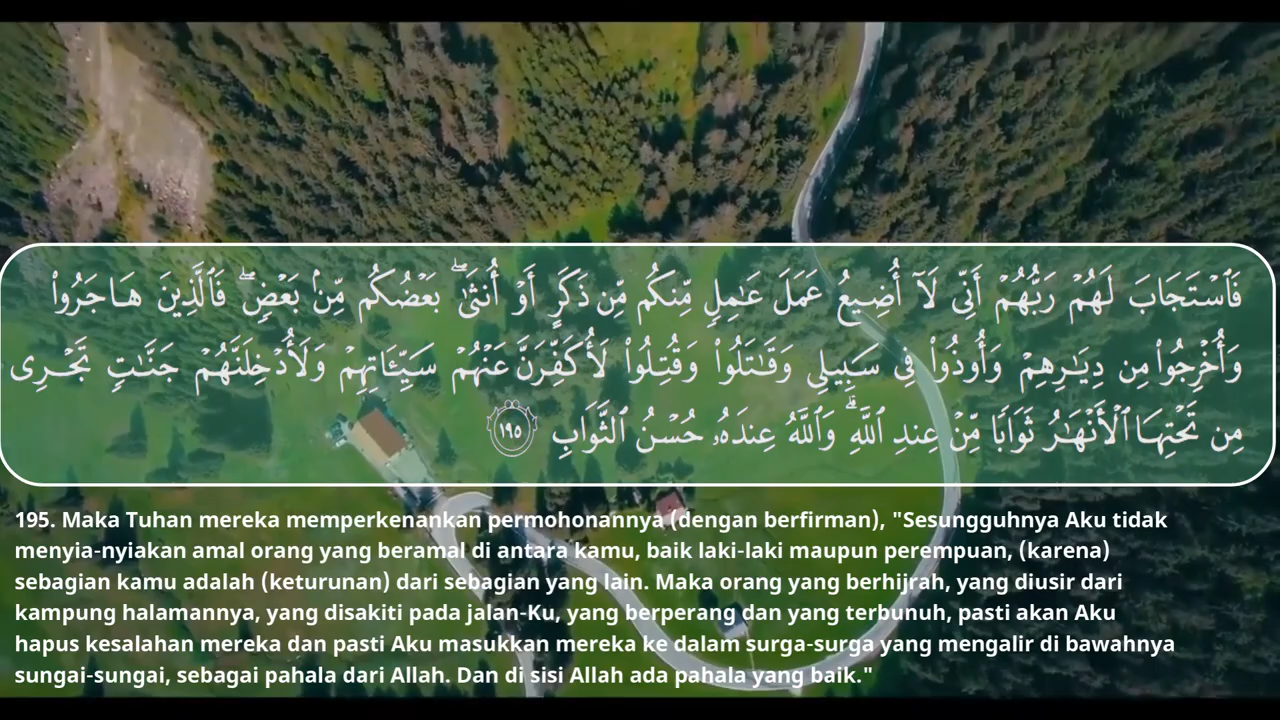 فَٱسْتَجَابَ لَهُمْ رَبُّهُمْ أَنِّى لَآ أُضِيعُ عَمَلَ عَٰمِلٍ مِّنكُم مِّن ذَكَرٍ أَوْ أُنثَىٰ ۖ بَعْضُكُم مِّنۢ بَعْضٍ ۖ فَٱلَّذِينَ هَاجَرُوا۟
وَأُخْرِجُوا۟ مِن دِيَٰرِهِمْ وَأُوذُوا۟ فِى سَبِيلِى وَقَٰتَلُوا۟ وَقُتِلُوا۟ لَأُكَفِّرَنَّ عَنْهُمْ سَيِّـَٔاتِهِمْ وَلَأُدْخِلَنَّهُمْ جَنَّٰتٍ تَجْرِى
مِن تَحْتِهَا ٱلْأَنْهَٰرُ ثَوَابًا مِّنْ عِندِ ٱللَّهِ ۗ وَٱللَّهُ عِندَهُۥ حُسْنُ ٱلثَّوَابِ ١٩٥
195. Maka Tuhan mereka memperkenankan permohonannya (dengan berfirman), "Sesungguhnya Aku tidak
menyia-nyiakan amal orang yang beramal di antara kamu, baik laki-laki maupun perempuan, (karena)
sebagian kamu adalah (keturunan) dari sebagian yang lain. Maka orang yang berhijrah, yang diusir dari
kampung halamannya, yang disakiti pada jalan-Ku, yang berperang dan yang terbunuh, pasti akan Aku
hapus kesalahan mereka dan pasti Aku masukkan mereka ke dalam surga-surga yang mengalir di bawahnya
sungai-sungai, sebagai pahala dari Allah. Dan di sisi Allah ada pahala yang baik."